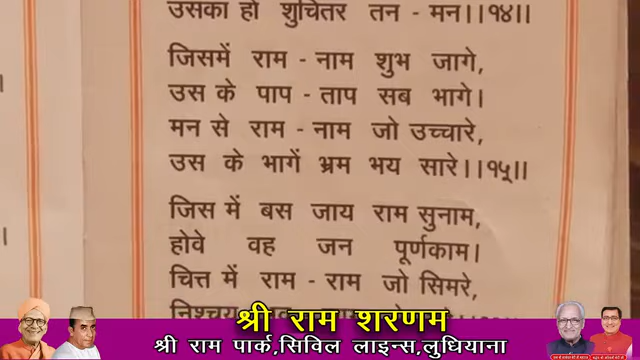 उसका हो शुचितर तन - मन।।१४।।
जिसमें राम - नाम शुभ जागे,
उस के पाप - ताप सब भागे।
मन से राम - नाम जो उच्चारे,
उस के भागें भ्रम भय सारे।।१५।।
जिस में बस जाय राम सुनाम,
होवे वह जन पूर्णकाम।
चित्त में राम - राम जो सिमरे,
निश्चय
श्री राम शरणम
श्री राम पार्क,सिविल लाइन्स,लुधियाना